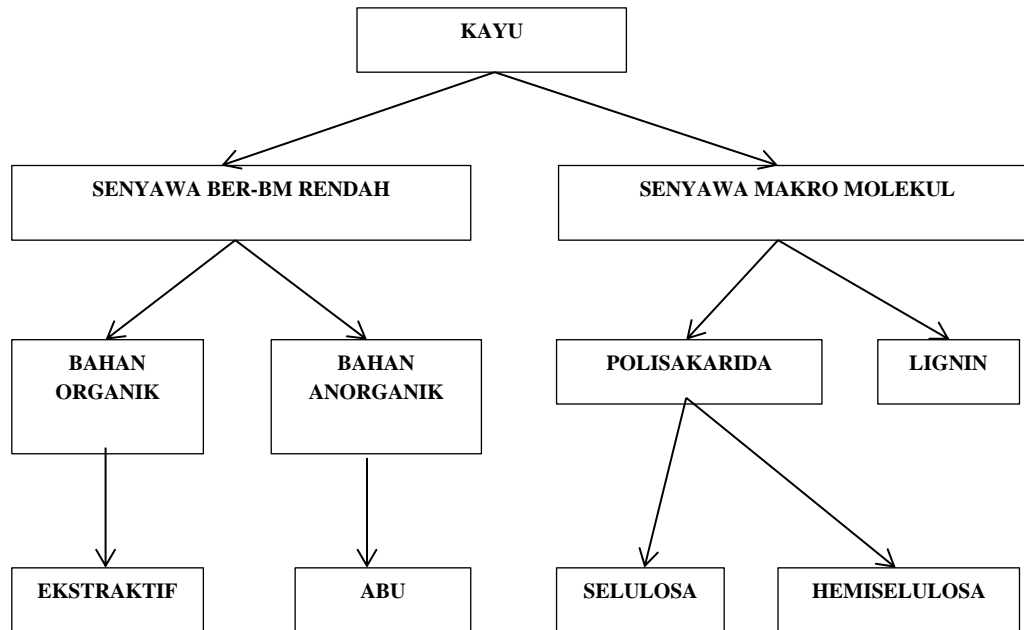 KAYU
SENYAWA BER-BM RENDAH
SENYAWA MAKRO MOLEKUL
BAHAN
ORGANIK
BAHAN
ANORGANIK
POLISAKARIDA
LIGNIN
EKSTRAKTIF
ABU
SELULOSA
HEMISELULOSA